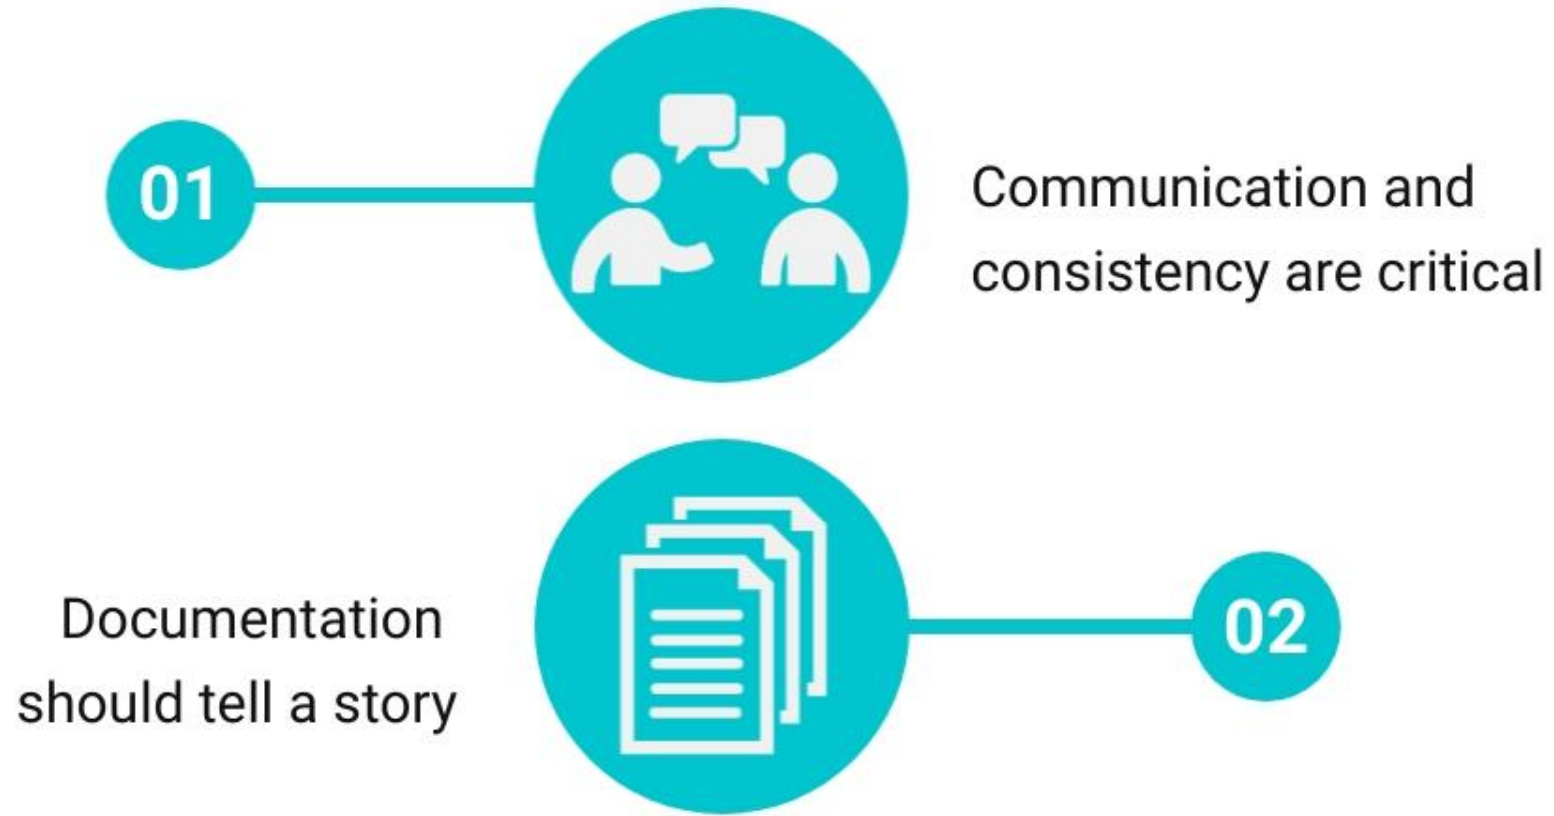 01
Communication and
consistency are critical
Documentation
should tell a story
02